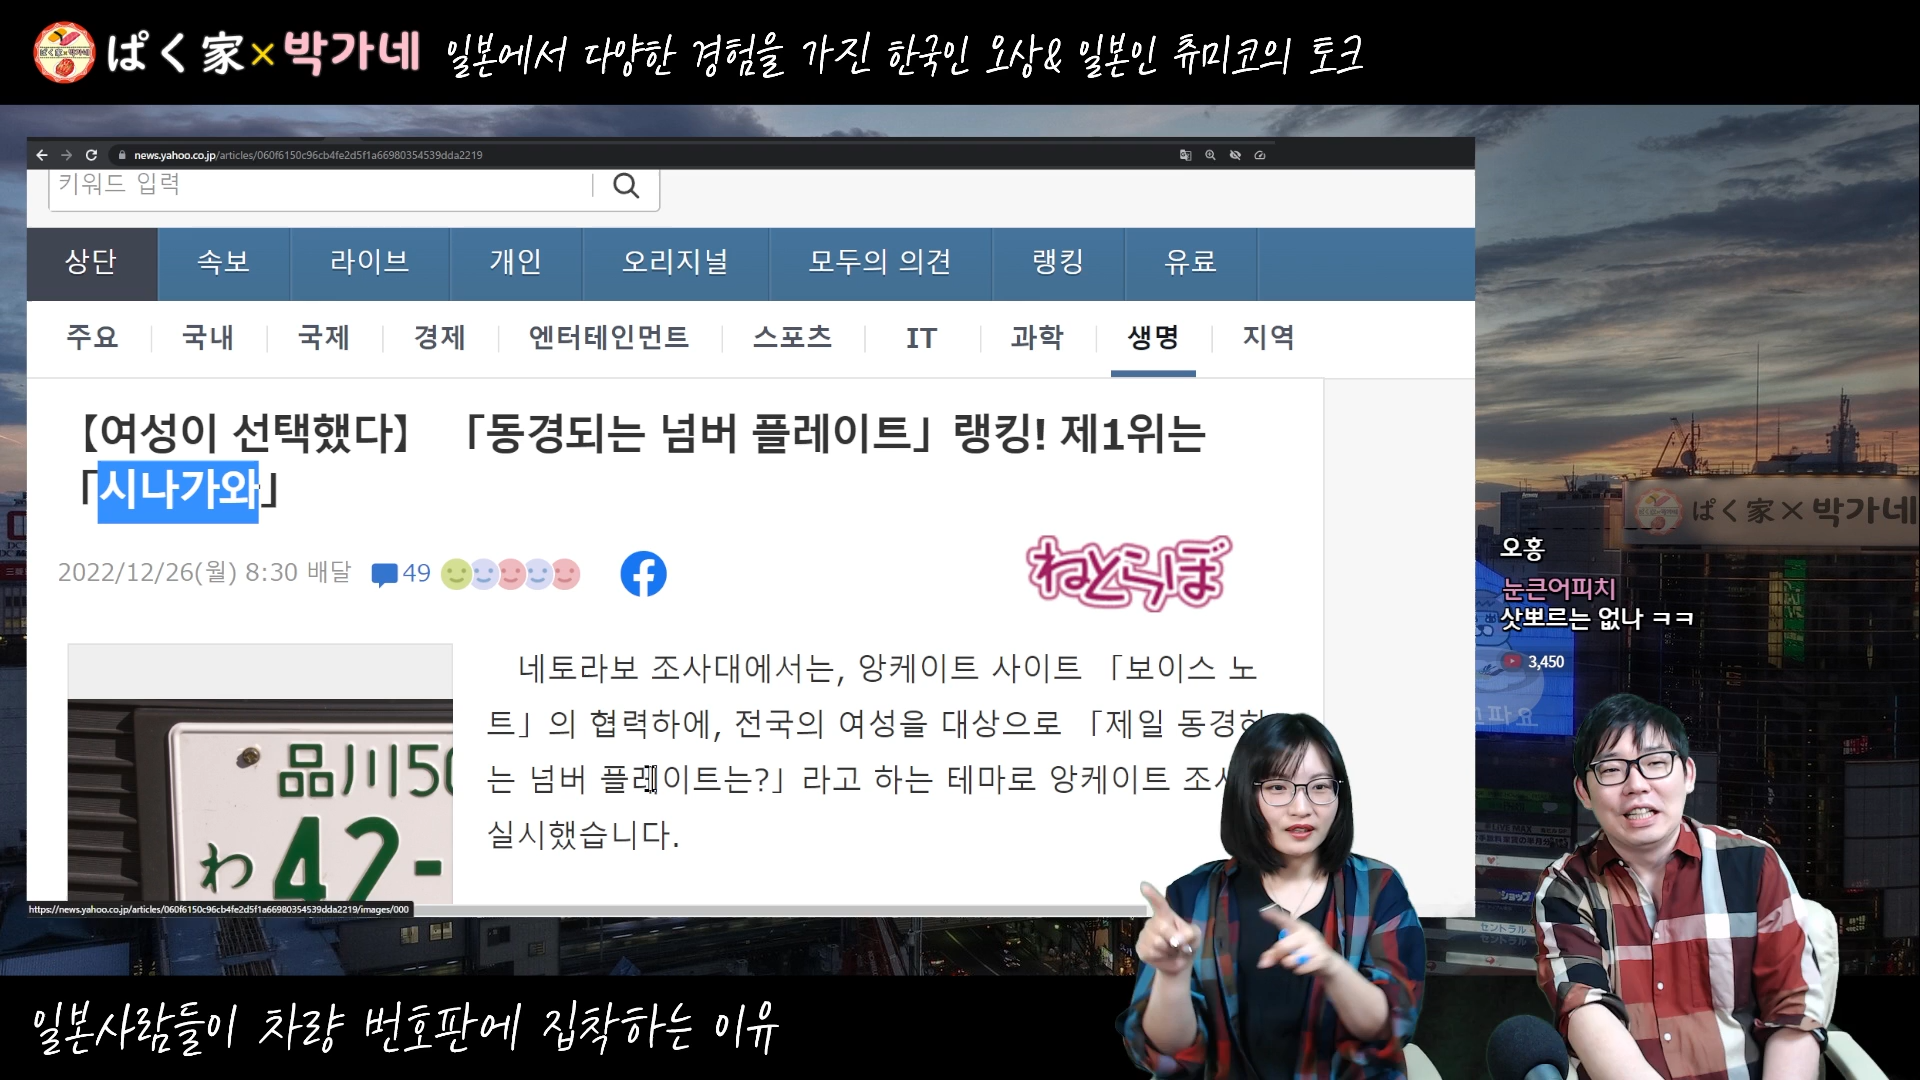 ぱく家×박가네 일본에서 다양한 경험을 가진 한국인 오상& 일본인 츄미코의 토크
news.yahoo.co.jp/articles/060f6150c96cb4fe2d5f1a66980354539dda2219
키워드 입력
상단 속보 라이브 개인 오리지널 모두의 의견 랭킹 유료
주요 국내 국제 경제 엔터테인먼트 스포츠 IT 과학 생명 지역
【여성이 선택했다】 「동경되는 넘버 플레이트」랭킹! 제1위는
「시나가와」
2022/12/26(월) 8:30 배달 49
ねとらぼ
네토라보 조사대에서는, 앙케이트 사이트 「보이스 노
트」의 협력하에, 전국의 여성을 대상으로 「제일 동경하
는 넘버 플레이트는?」라고 하는 테마로 앙케이트 조사
실시했습니다.
品川50
わ 42-
https://news.yahoo.co.jp/articles/060f6150c96cb4fe2d5f1a66980354539dda2219/images/000
ぱく家×박가네
오홍
눈큰어피치
삿뽀르는 없나 ㅋㅋ
3,450
일본사람들이 차량 번호판에 집착하는 이유